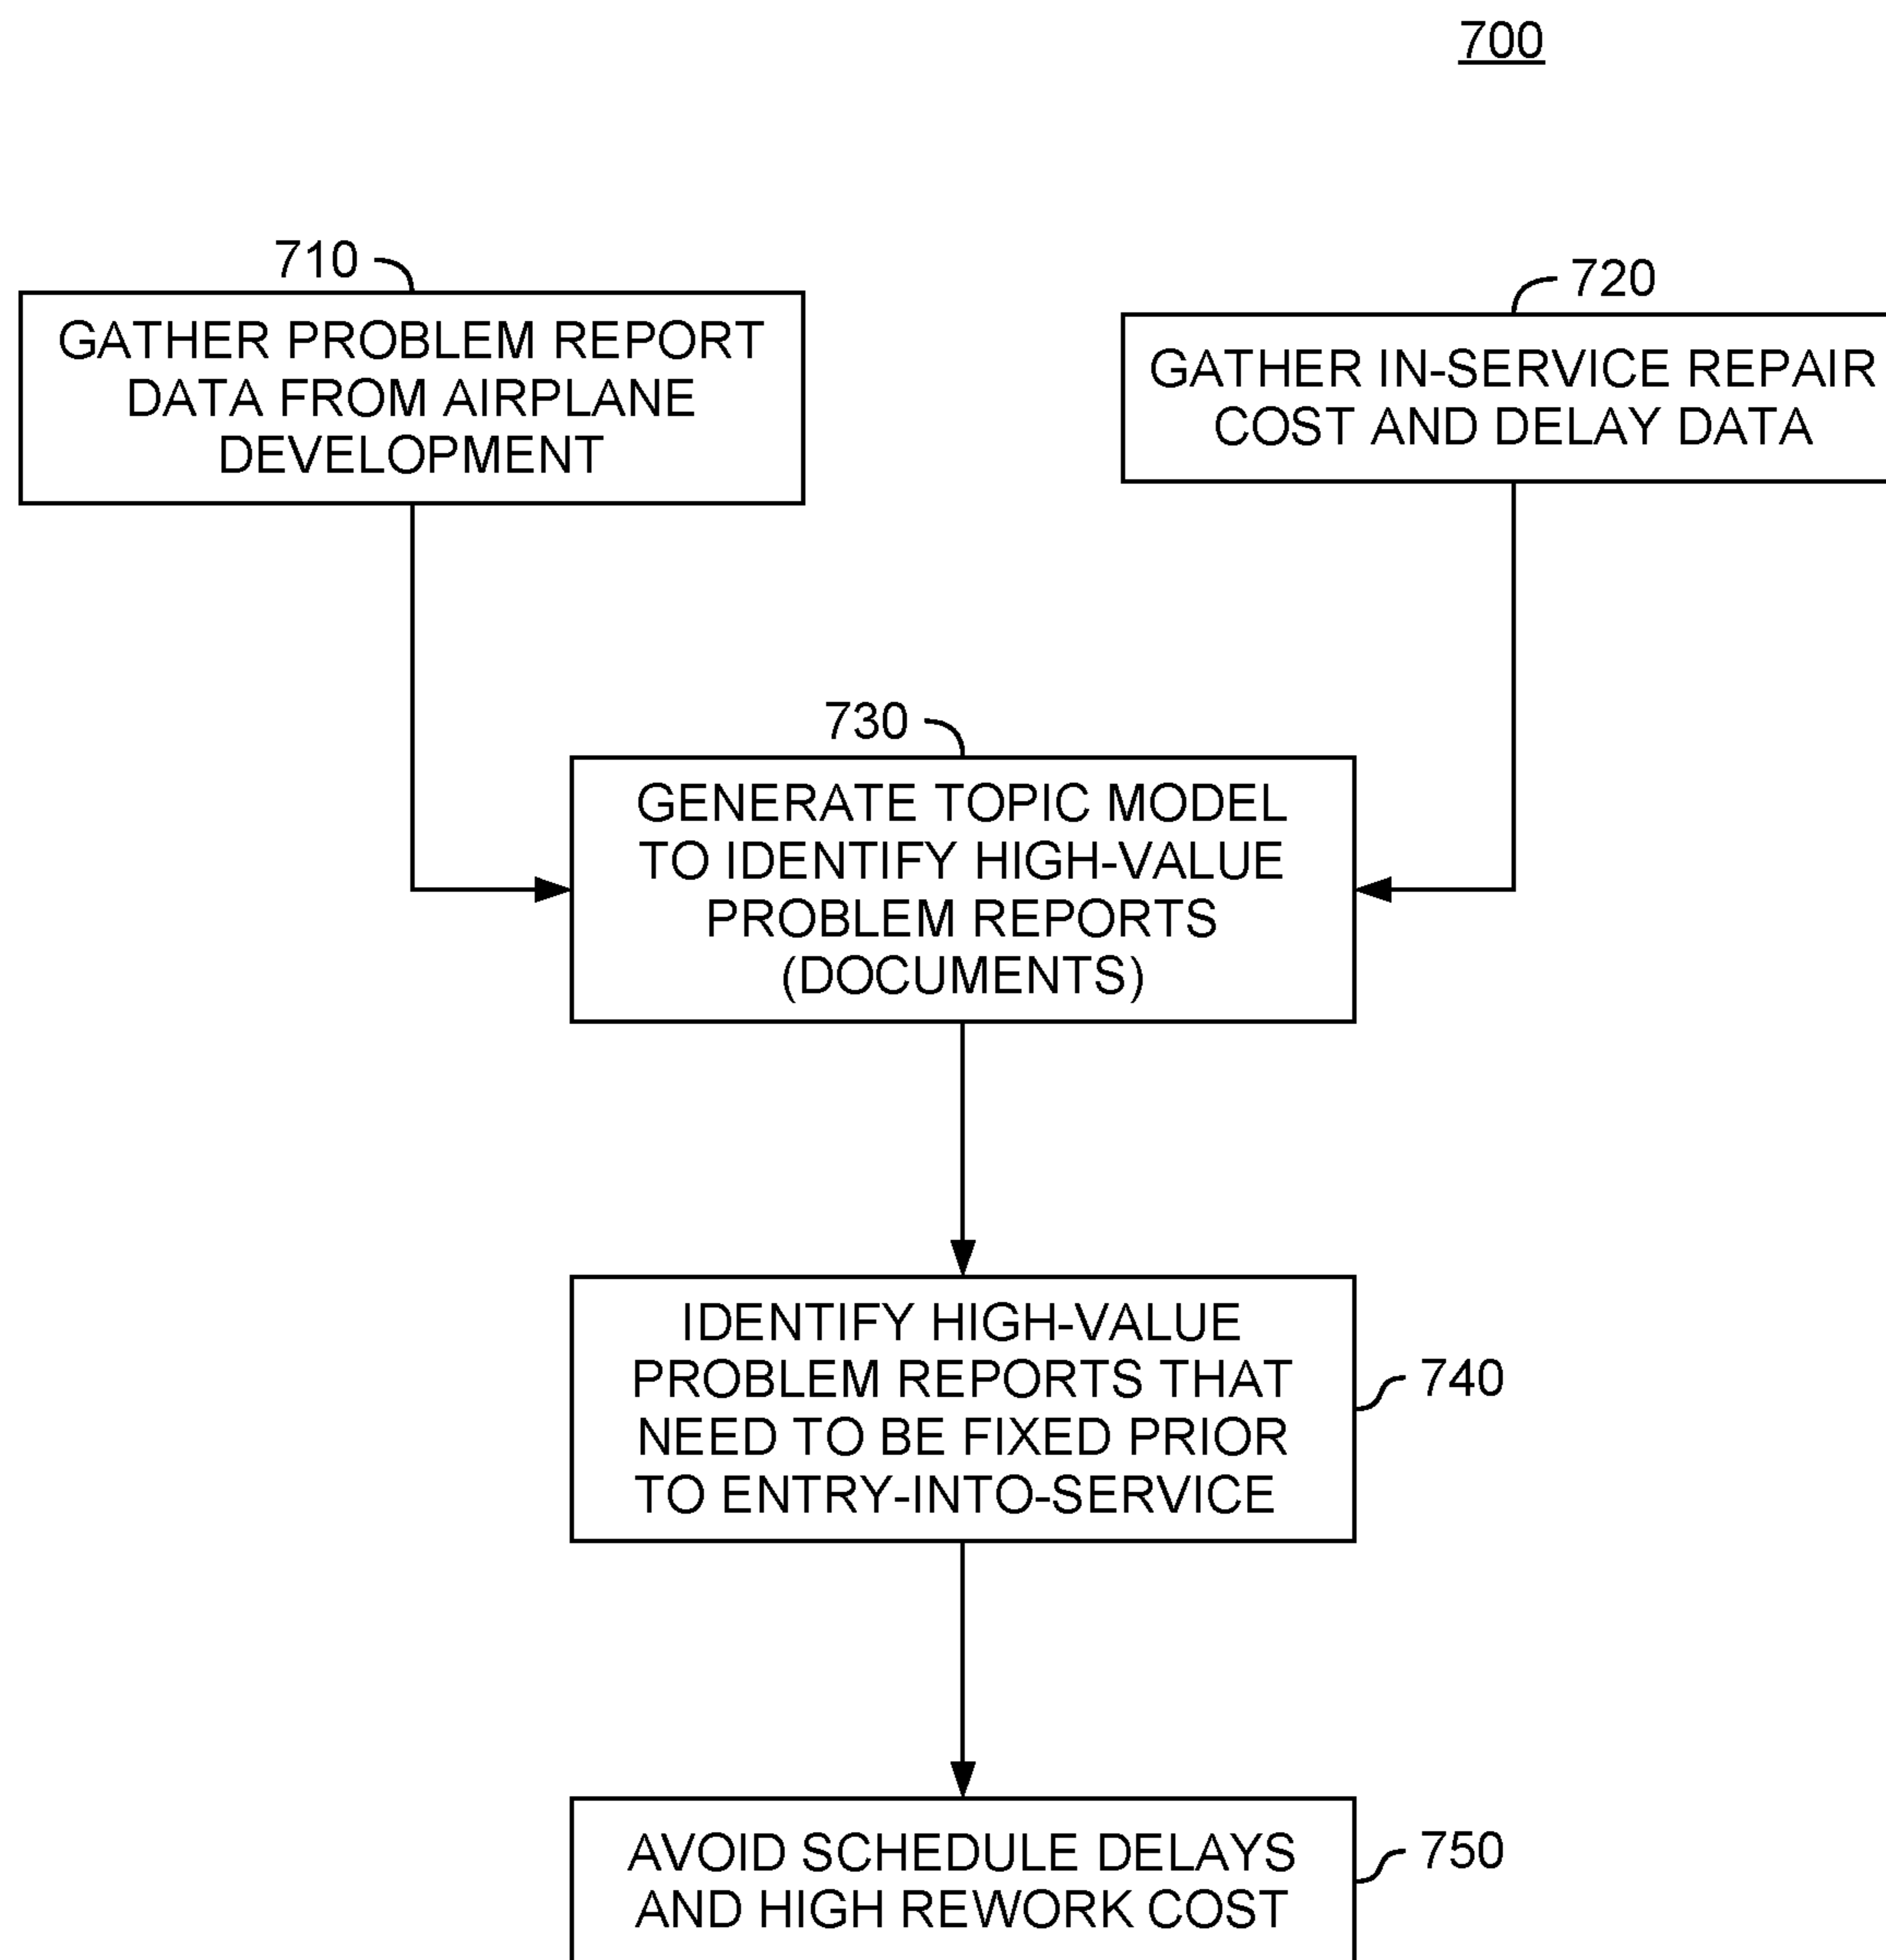 700
710
GATHER PROBLEM REPORT
DATA FROM AIRPLANE
DEVELOPMENT
720
GATHER IN-SERVICE REPAIR
COST AND DELAY DATA
730
GENERATE TOPIC MODEL
TO IDENTIFY HIGH-VALUE
PROBLEM REPORTS
(DOCUMENTS)
IDENTIFY HIGH-VALUE
PROBLEM REPORTS THAT
NEED TO BE FIXED PRIOR
TO ENTRY-INTO-SERVICE
740
AVOID SCHEDULE DELAYS
AND HIGH REWORK COST
750